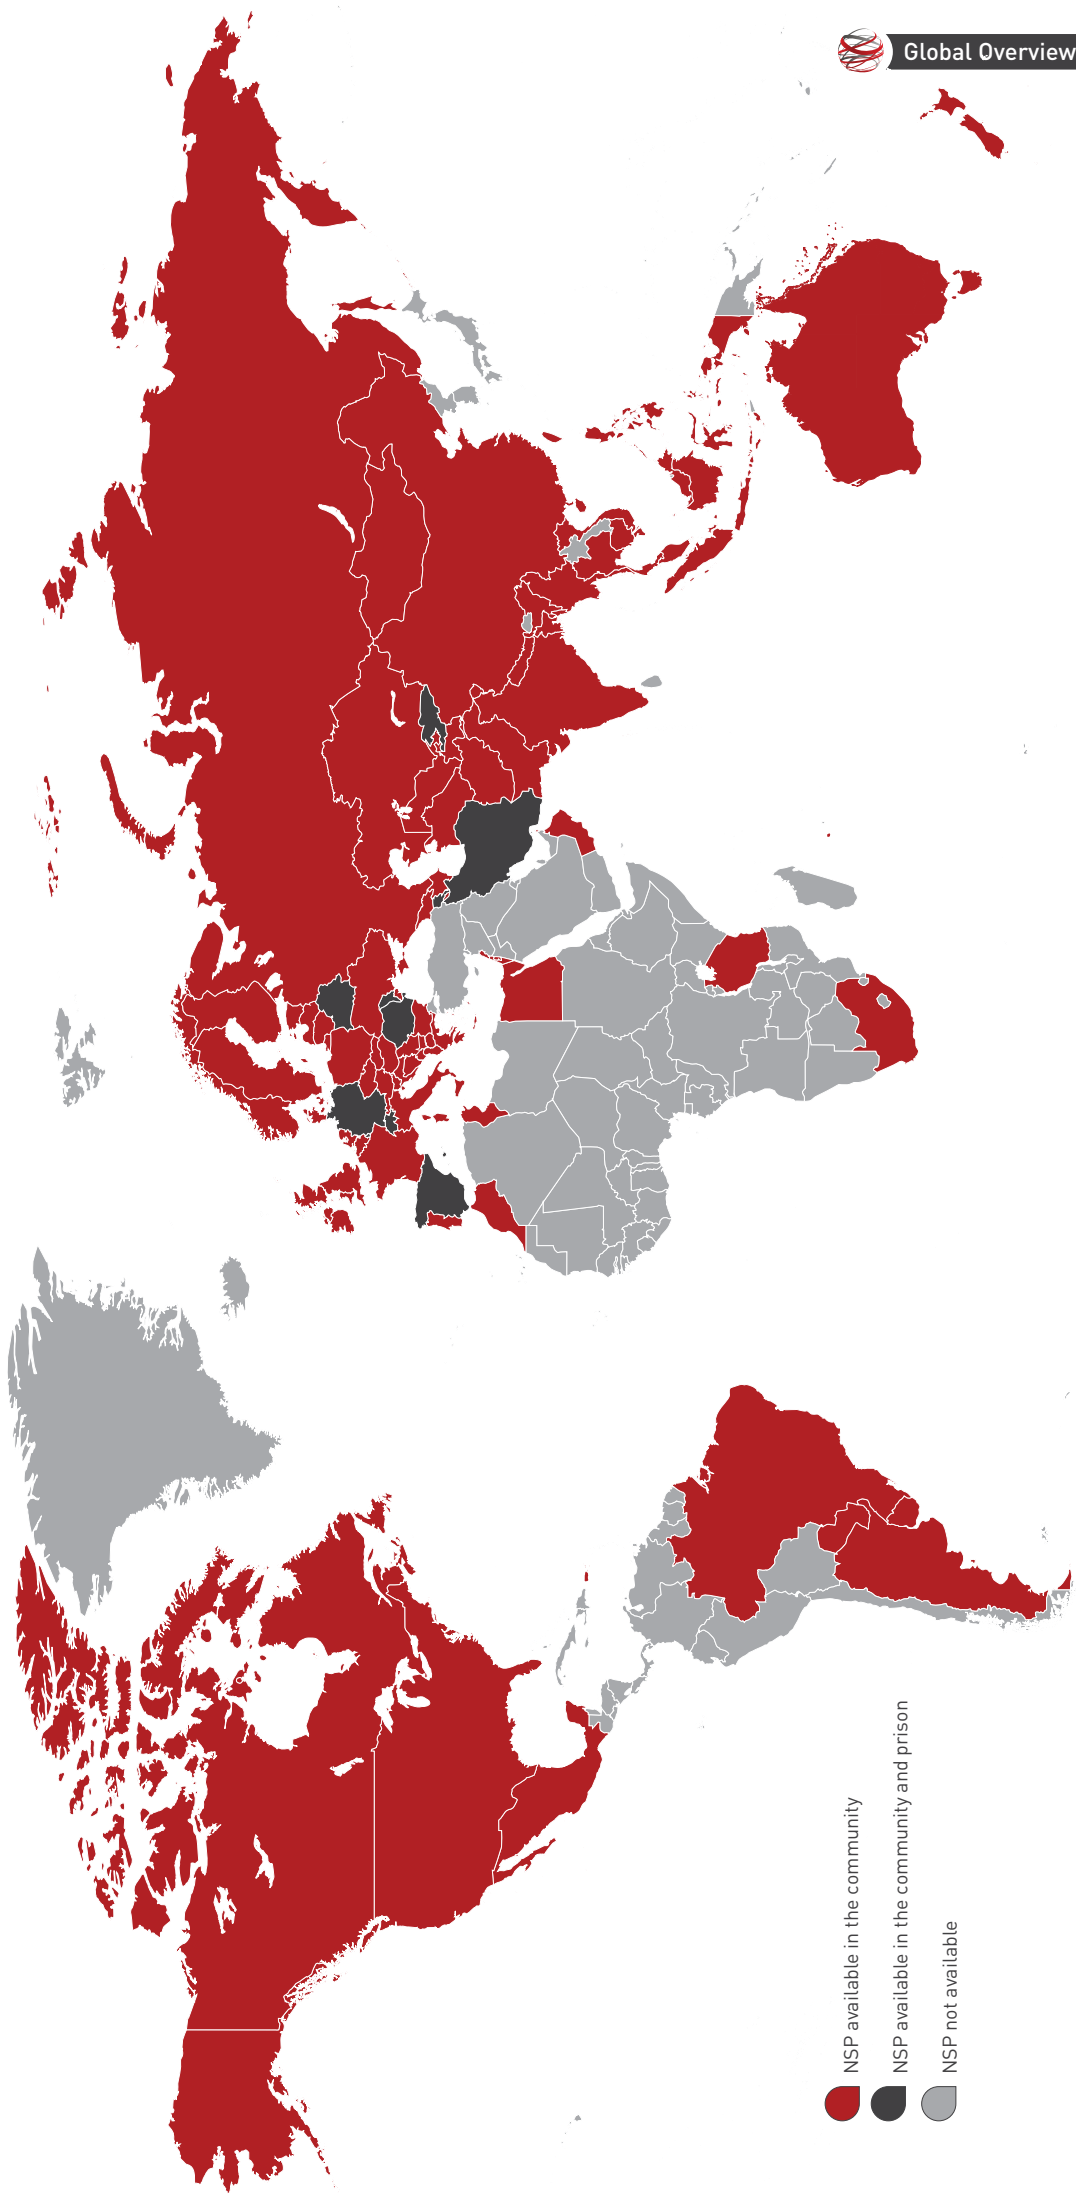 Global Overview
NSP available in the community
NSP available in the community and prison
NSP not available